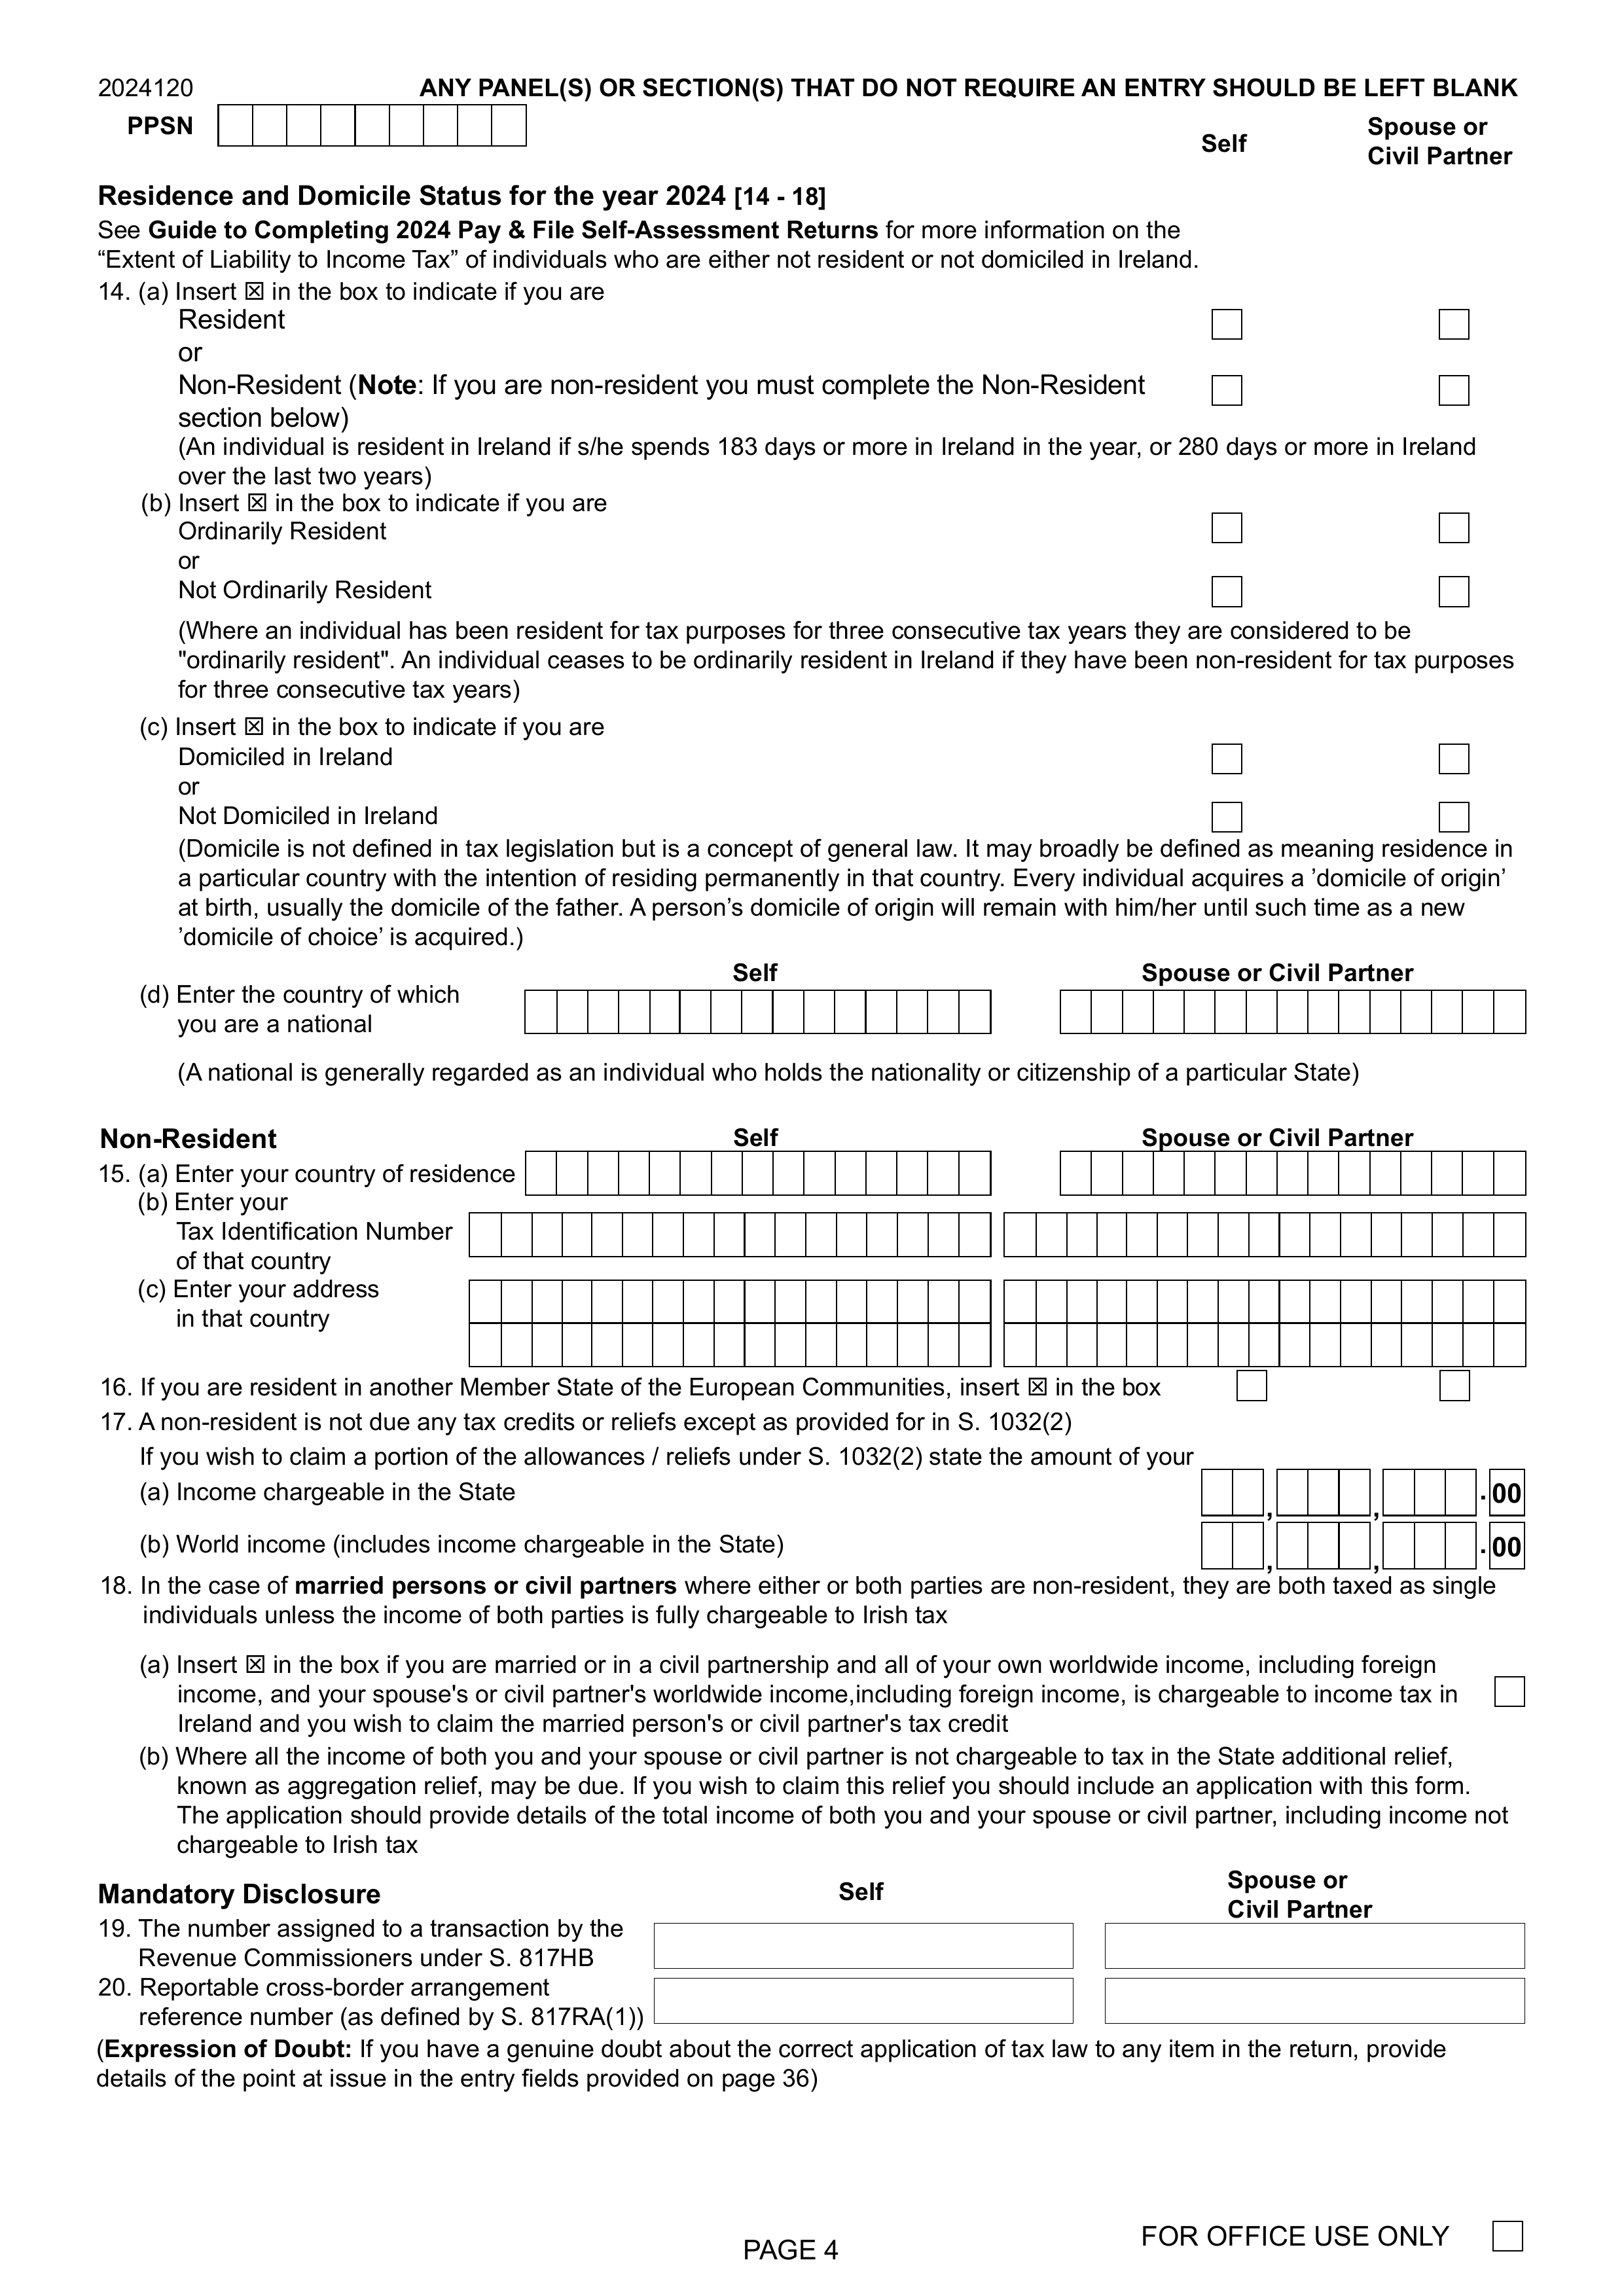 2024120
ANY PANEL(S) OR SECTION(S) THAT DO NOT REQUIRE AN ENTRY SHOULD BE LEFT BLANK
PPSN
Self
Spouse or
Civil Partner
Residence and Domicile Status for the year 2024 [14 - 18]
See Guide to Completing 2024 Pay & File Self-Assessment Returns for more information on the
“Extent of Liability to Income Tax” of individuals who are either not resident or not domiciled in Ireland.
14. (a) Insert ☒ in the box to indicate if you are
Resident
or
Non-Resident (Note: If you are non-resident you must complete the Non-Resident
section below)
(An individual is resident in Ireland if s/he spends 183 days or more in Ireland in the year, or 280 days or more in Ireland
over the last two years)
(b) Insert ☒ in the box to indicate if you are
Ordinarily Resident
or
Not Ordinarily Resident
(Where an individual has been resident for tax purposes for three consecutive tax years they are considered to be
"ordinarily resident". An individual ceases to be ordinarily resident in Ireland if they have been non-resident for tax purposes
for three consecutive tax years)
(c) Insert ☒ in the box to indicate if you are
Domiciled in Ireland
or
Not Domiciled in Ireland
(Domicile is not defined in tax legislation but is a concept of general law. It may broadly be defined as meaning residence in
a particular country with the intention of residing permanently in that country. Every individual acquires a ’domicile of origin’
at birth, usually the domicile of the father. A person’s domicile of origin will remain with him/her until such time as a new
’domicile of choice’ is acquired.)
Self
Spouse or Civil Partner
(d) Enter the country of which
you are a national
(A national is generally regarded as an individual who holds the nationality or citizenship of a particular State)
Non-Resident
Self
Spouse or Civil Partner
15. (a) Enter your country of residence
(b) Enter your
Tax Identification Number
of that country
(c) Enter your address
in that country
16. If you are resident in another Member State of the European Communities, insert ☒ in the box
17. A non-resident is not due any tax credits or reliefs except as provided for in S. 1032(2)
If you wish to claim a portion of the allowances / reliefs under S. 1032(2) state the amount of your
(a) Income chargeable in the State , , .00
(b) World income (includes income chargeable in the State) , , .00
18. In the case of married persons or civil partners where either or both parties are non-resident, they are both taxed as single
individuals unless the income of both parties is fully chargeable to Irish tax
(a) Insert ☒ in the box if you are married or in a civil partnership and all of your own worldwide income, including foreign
income, and your spouse's or civil partner's worldwide income,including foreign income, is chargeable to income tax in
Ireland and you wish to claim the married person's or civil partner's tax credit
(b) Where all the income of both you and your spouse or civil partner is not chargeable to tax in the State additional relief,
known as aggregation relief, may be due. If you wish to claim this relief you should include an application with this form.
The application should provide details of the total income of both you and your spouse or civil partner, including income not
chargeable to Irish tax
Mandatory Disclosure
Self
Spouse or
Civil Partner
19. The number assigned to a transaction by the
Revenue Commissioners under S. 817HB
20. Reportable cross-border arrangement
reference number (as defined by S. 817RA(1))
(Expression of Doubt: If you have a genuine doubt about the correct application of tax law to any item in the return, provide
details of the point at issue in the entry fields provided on page 36)
PAGE 4
FOR OFFICE USE ONLY